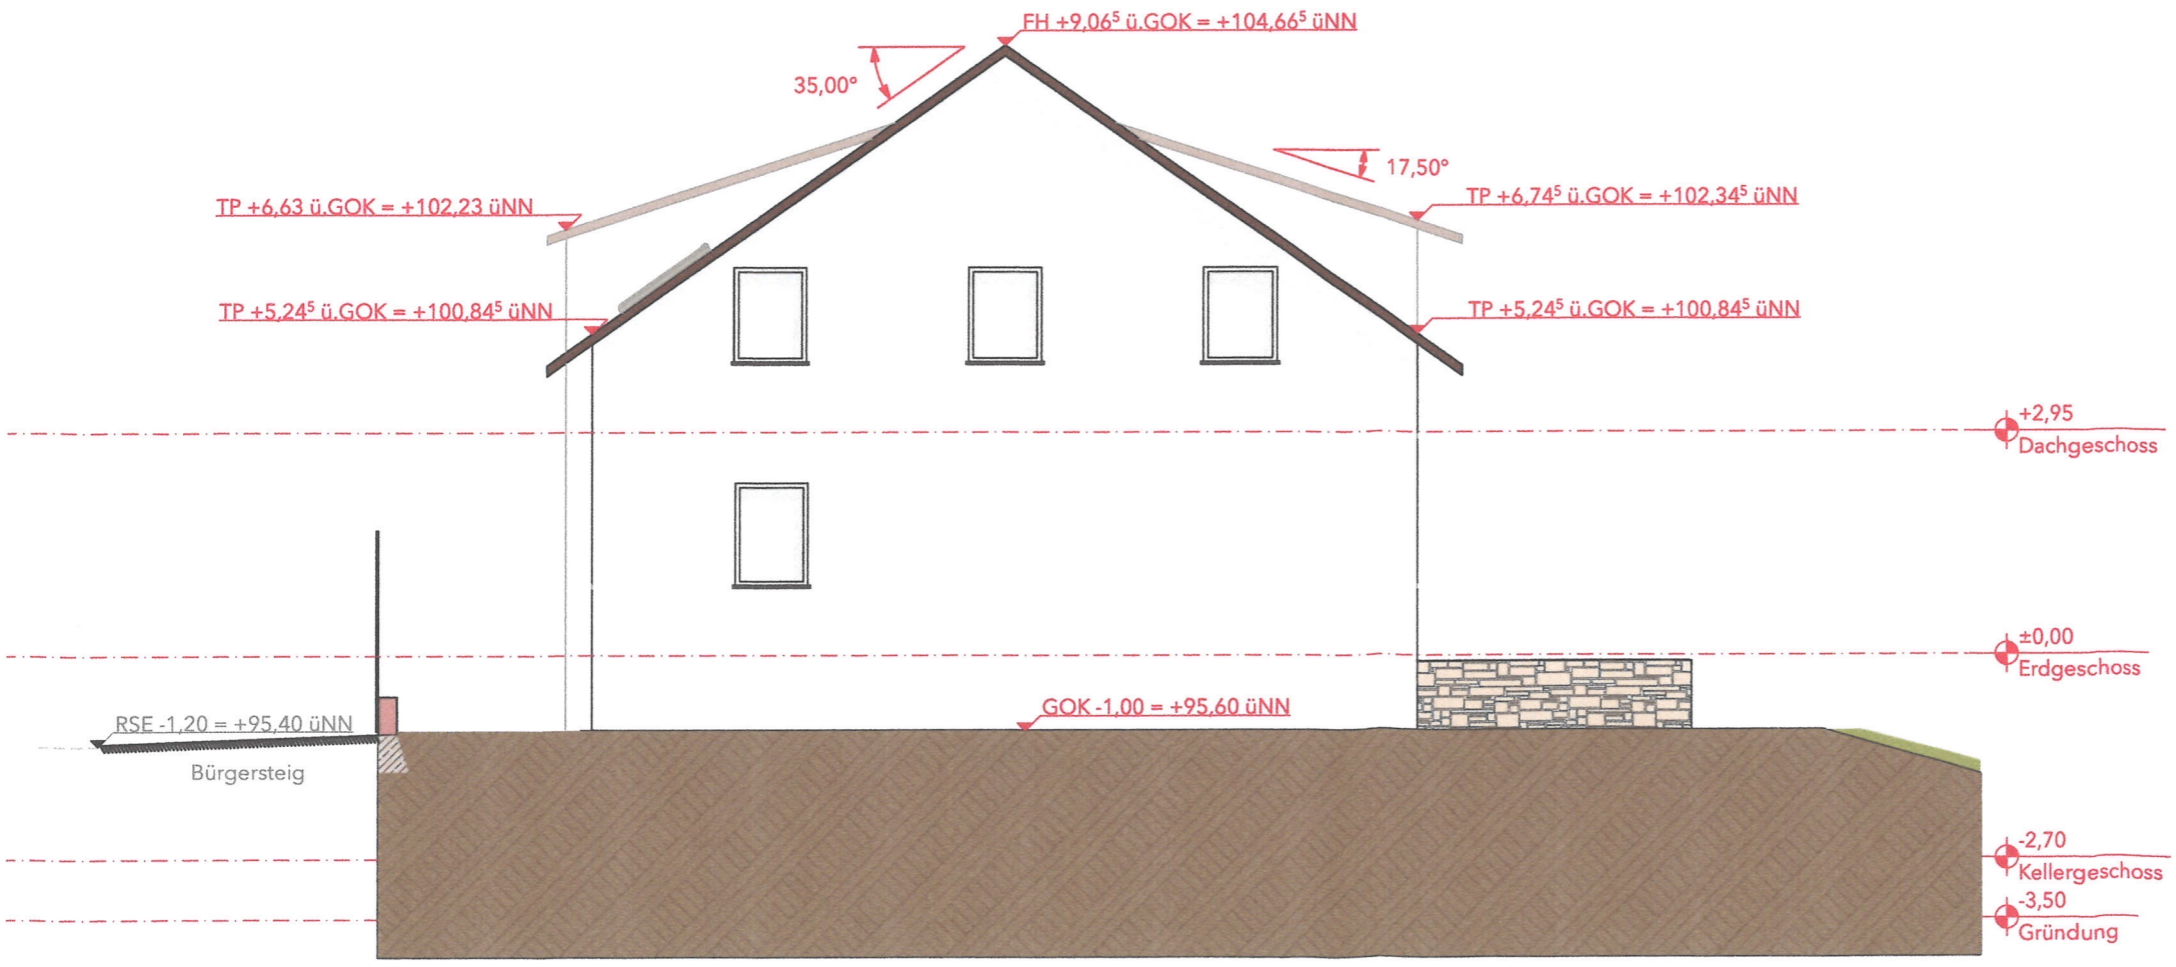 FH +9,06⁵ ü.GOK = +104,66⁵ üNN
35,00°
17,50°
TP +6,63 ü.GOK = +102,23 üNN
TP +6,74⁵ ü.GOK = +102,34⁵ üNN
TP +5,24⁵ ü.GOK = +100,84⁵ üNN
TP +5,24⁵ ü.GOK = +100,84⁵ üNN
+2,95
Dachgeschoss
±0,00
Erdgeschoss
GOK -1,00 = +95,60 üNN
RSE -1,20 = +95,40 üNN
Bürgersteig
-2,70
Kellergeschoss
-3,50
Gründung